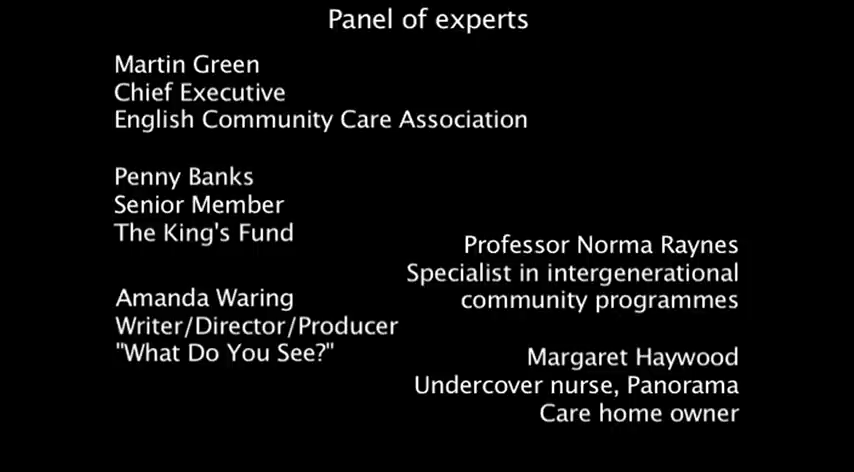 Panel of experts
Martin Green
Chief Executive
English Community Care Association
Penny Banks
Senior Member
The King's Fund
Amanda Waring
Writer/Director/Producer
"What Do You See?"
Professor Norma Raynes
Specialist in intergenerational
community programmes
Margaret Haywood
Undercover nurse, Panorama
Care home owner